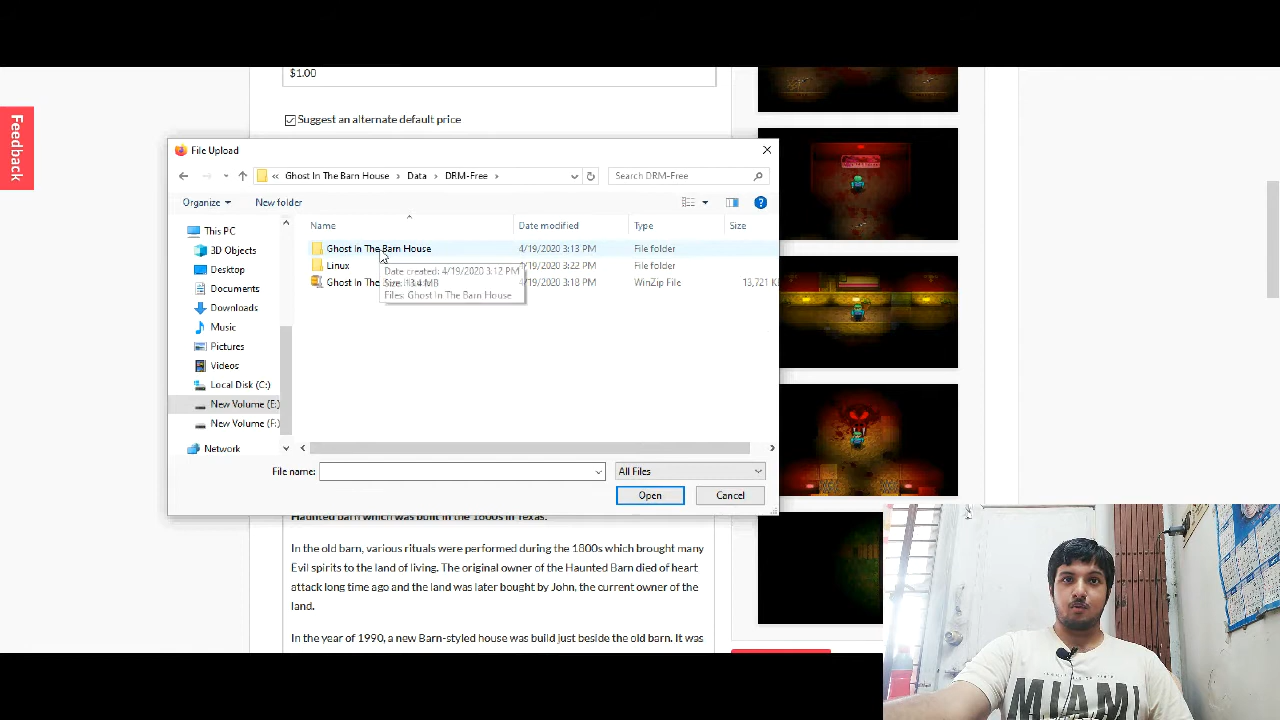 $1.00
Suggest an alternate default price
Feedback
File Upload
« Ghost In The Barn House › Data › DRM-Free ›
Search DRM-Free
Organize
New folder
Name
Date modified
Type
Size
This PC
3D Objects
Desktop
Documents
Downloads
Music
Pictures
Videos
Local Disk (C:)
New Volume (E:)
New Volume (F:)
Network
Ghost In The Barn House 4/19/2020 3:13 PM File folder
Linux 4/19/2020 3:22 PM File folder
Ghost In The 4/19/2020 3:18 PM WinZip File 13,721 K
Date created: 4/19/2020 3:12 PM
Size: 13.4 MB
Files: Ghost In The Barn House
File name:
All Files
Open
Cancel
Haunted barn which was built in the 1800s in Texas.
In the old barn, various rituals were performed during the 1800s which brought many
Evil spirits to the land of living. The original owner of the Haunted Barn died of heart
attack long time ago and the land was later bought by John, the current owner of the
land.
In the year of 1990, a new Barn-styled house was build just beside the old barn. It was
MIAMI